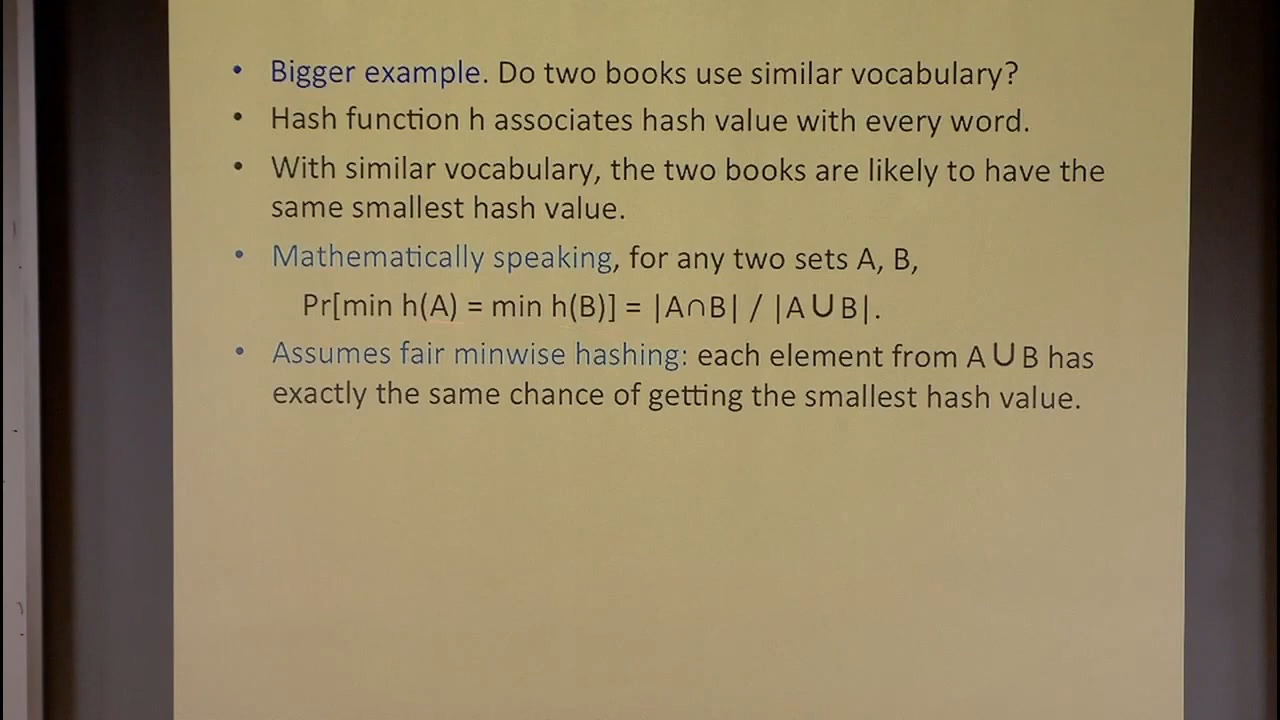 • Bigger example. Do two books use similar vocabulary?
• Hash function h associates hash value with every word.
• With similar vocabulary, the two books are likely to have the
same smallest hash value.
• Mathematically speaking, for any two sets A, B,
Pr[min h(A) = min h(B)] = |A∩B| / |A∪B|.
• Assumes fair minwise hashing: each element from A∪B has
exactly the same chance of getting the smallest hash value.